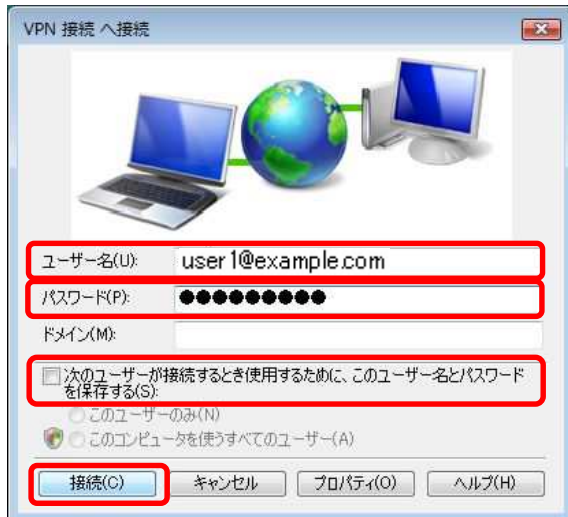 VPN 接続 へ接続
ユーザー名(U):
user1@example.com
パスワード(P):
●●●●●●●●●
ドメイン(M):
次のユーザーが接続するとき使用するために、このユーザー名とパスワード
を保存する(S):
このユーザーのみ(N)
このコンピュータを使うすべてのユーザー(A)
接続(C)
キャンセル
プロパティ(O)
ヘルプ(H)